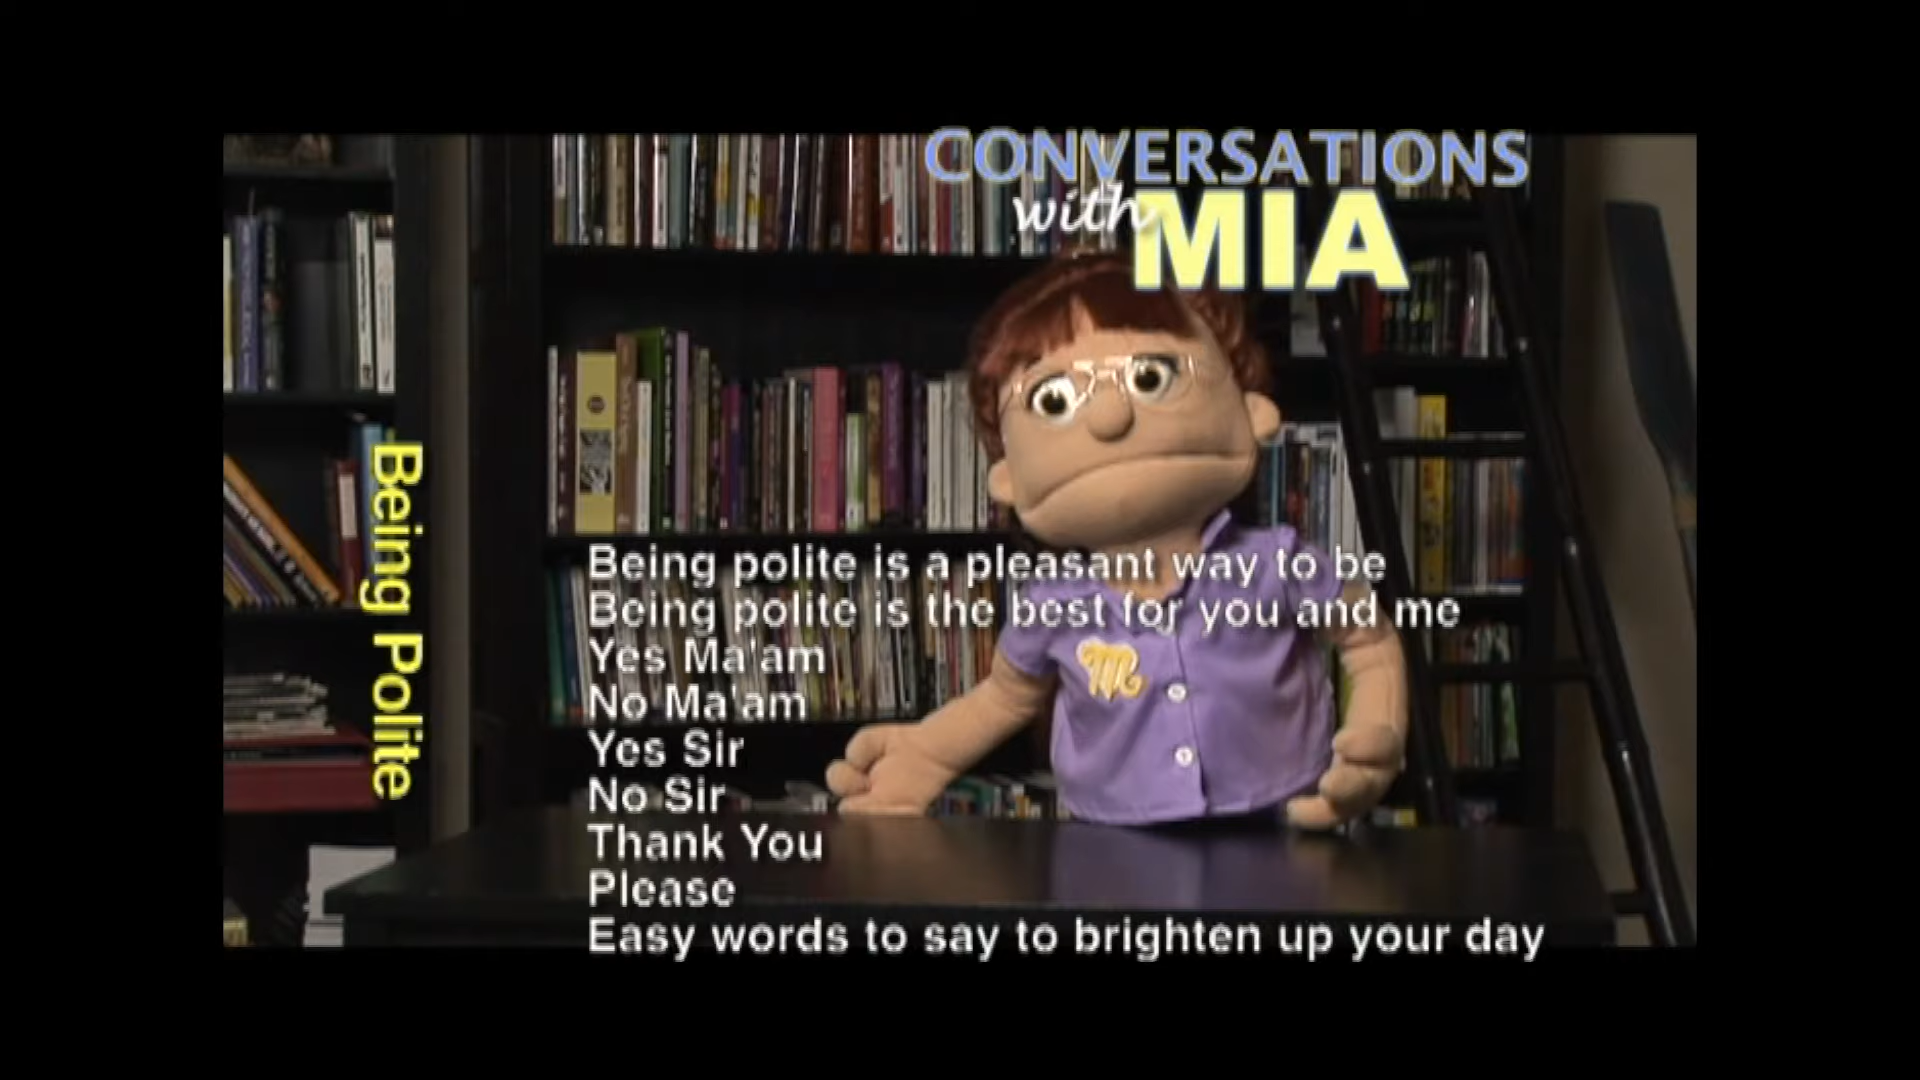 CONVERSATIONS
with MIA
Being Polite
Being polite is a pleasant way to be
Being polite is the best for you and me
Yes Ma'am
No Ma'am
Yes Sir
No Sir
Thank You
Please
Easy words to say to brighten up your day
M